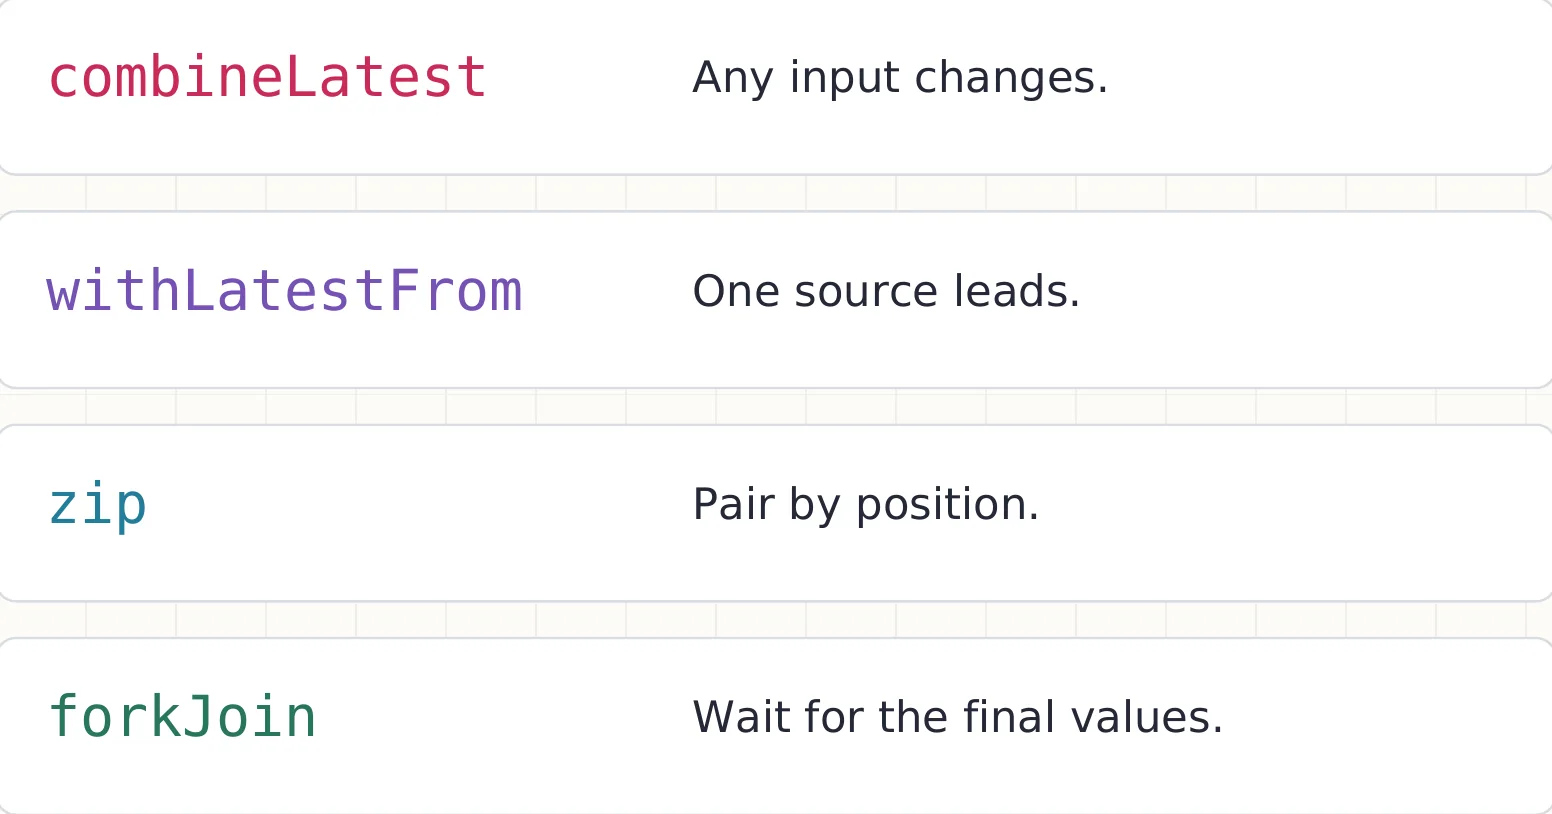 combineLatest Any input changes.
withLatestFrom One source leads.
zip Pair by position.
forkJoin Wait for the final values.